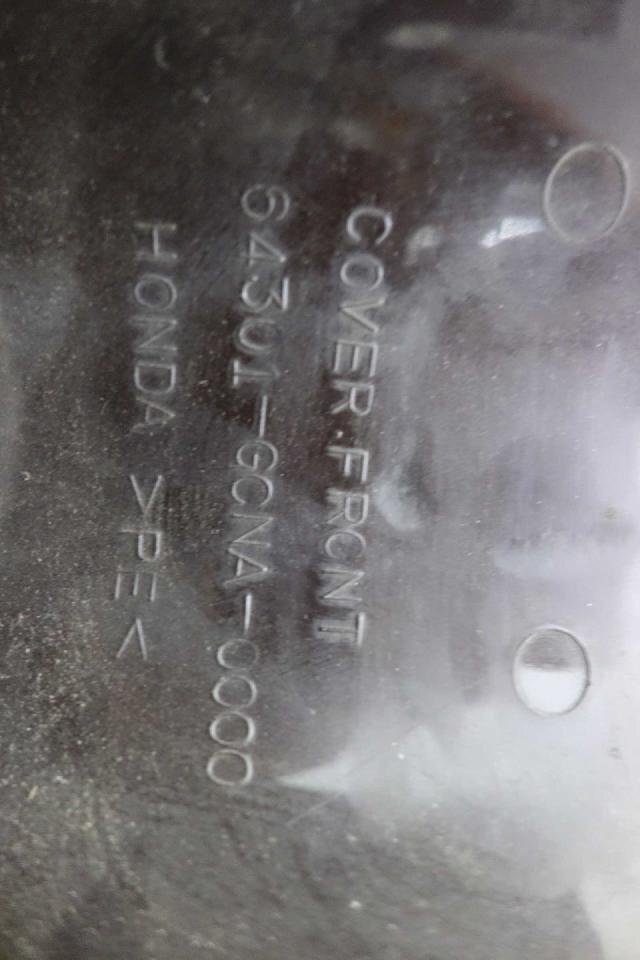 COVER.FRONT
64301-GCNA-0000
HONDA >PE<